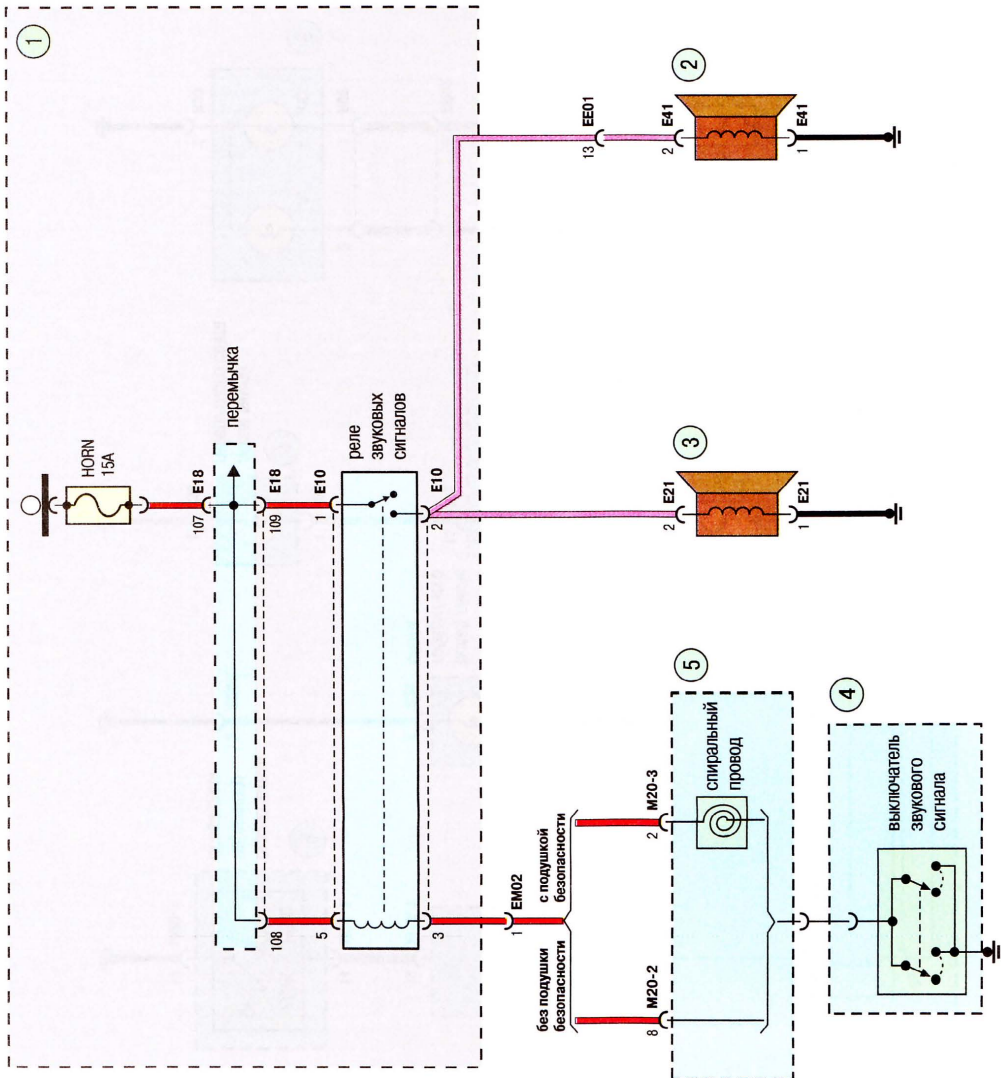 1
HORN
15A
107
E18
перемычка
108
109
E18
5
1
E10
реле
звуковых
сигналов
3
2
E10
1
EM02
13
EE01
без подушки
безопасности
с подушкой
безопасности
8
M20-2
2
M20-3
2
E21
3
2
E41
2
1
E21
1
E41
5
спиральный
провод
4
выключатель
звукового
сигнала